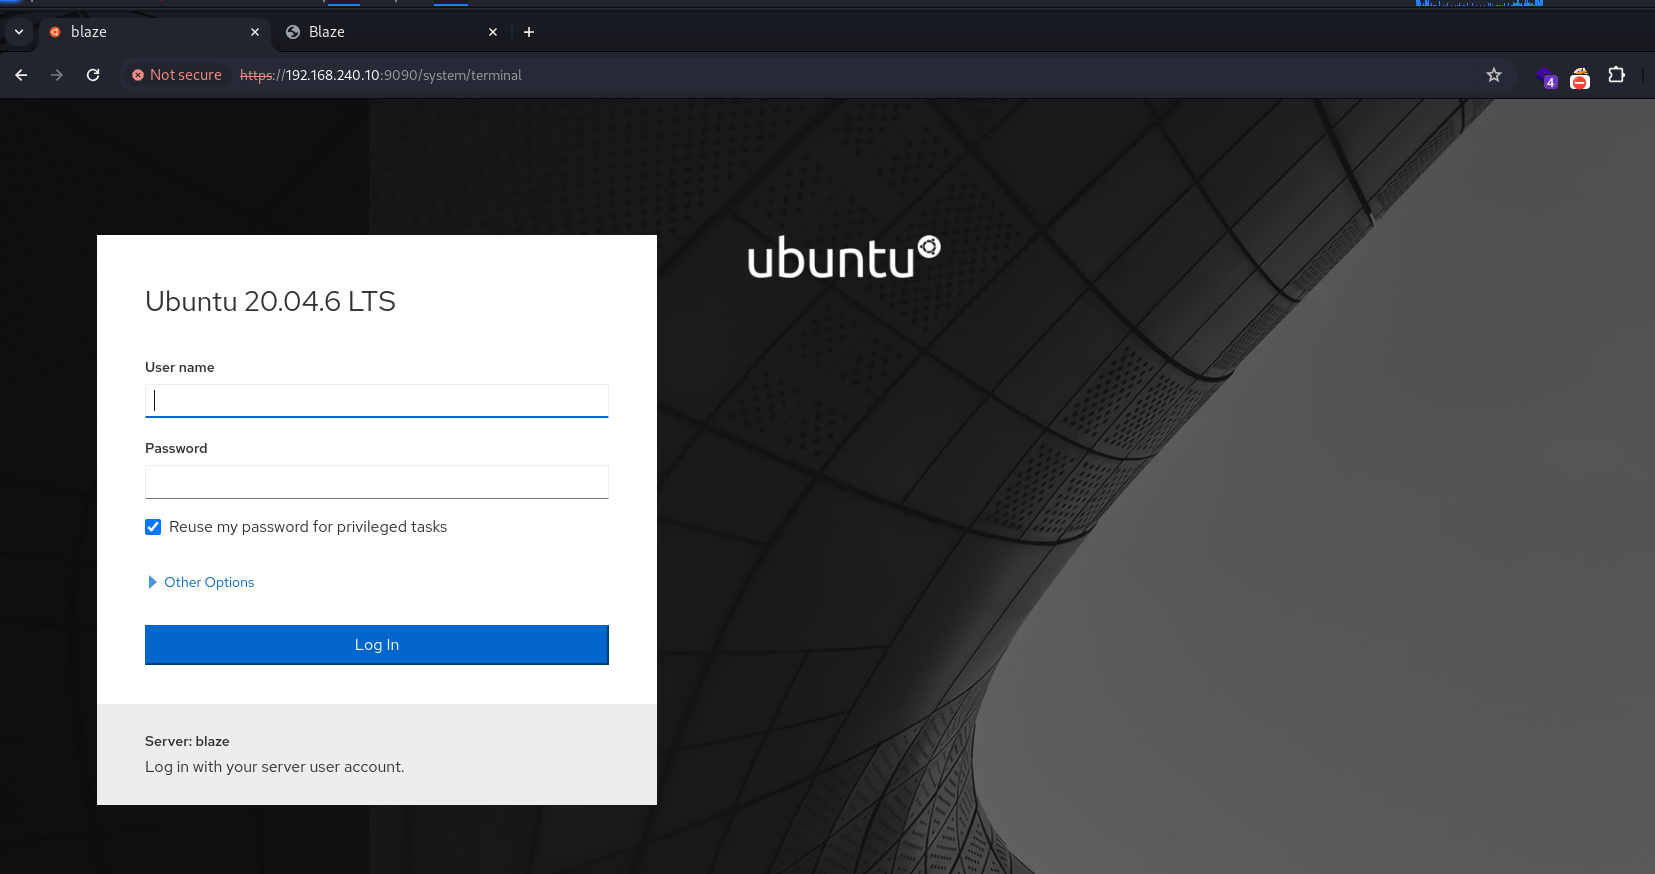 blaze
Blaze
Not secure https://192.168.240.10:9090/system/terminal
4
ubuntu
Ubuntu 20.04.6 LTS
User name
Password
Reuse my password for privileged tasks
Other Options
Log In
Server: blaze
Log in with your server user account.